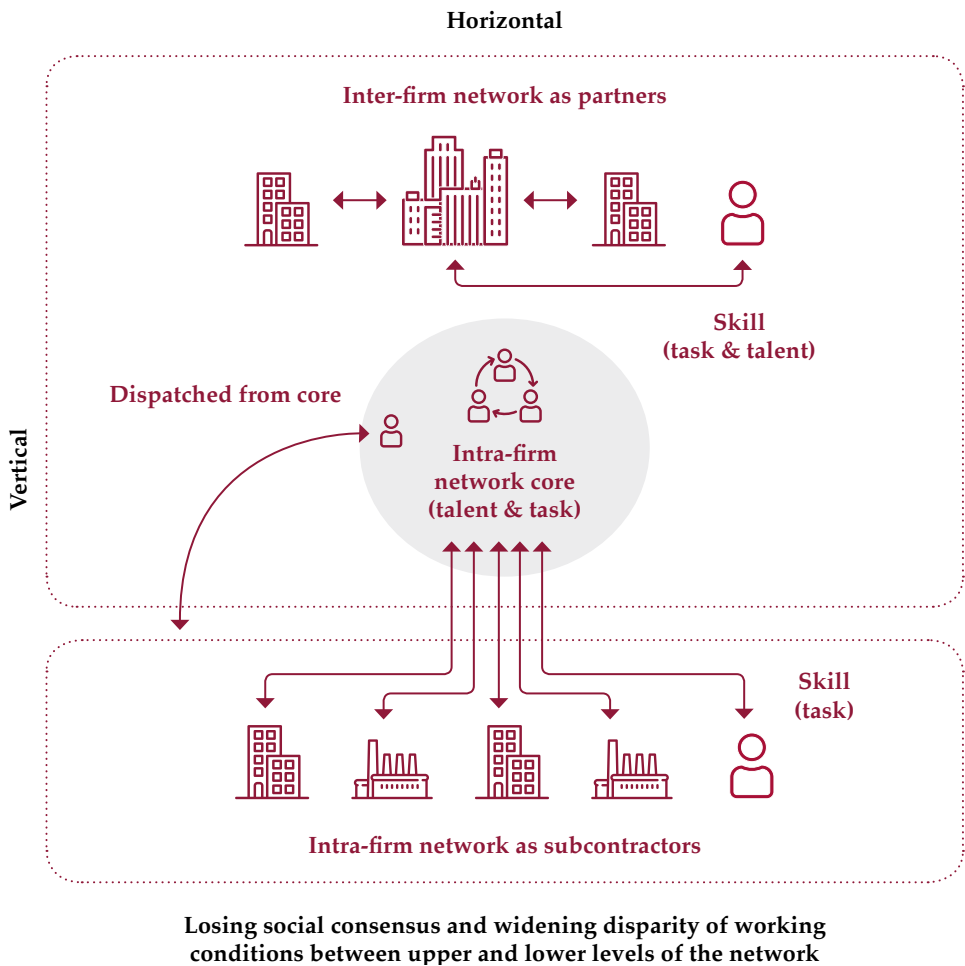 Horizontal
Inter-firm network as partners
Skill
(task & talent)
Dispatched from core
Vertical
Intra-firm
network core
(talent & task)
Skill
(task)
Intra-firm network as subcontractors
Losing social consensus and widening disparity of working
conditions between upper and lower levels of the network